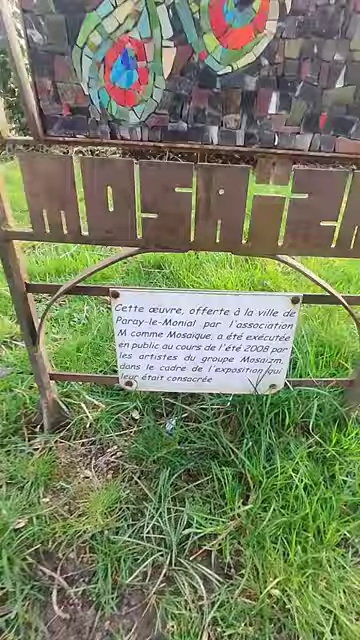 Cette œuvre, offerte à la ville de
Paray-le-Monial par l'association
M comme Mosaïque, a été exécutée
en public au cours de l'été 2008 par
les artistes du groupe Mosaizm,
dans le cadre de l'exposition qui
leur était consacrée